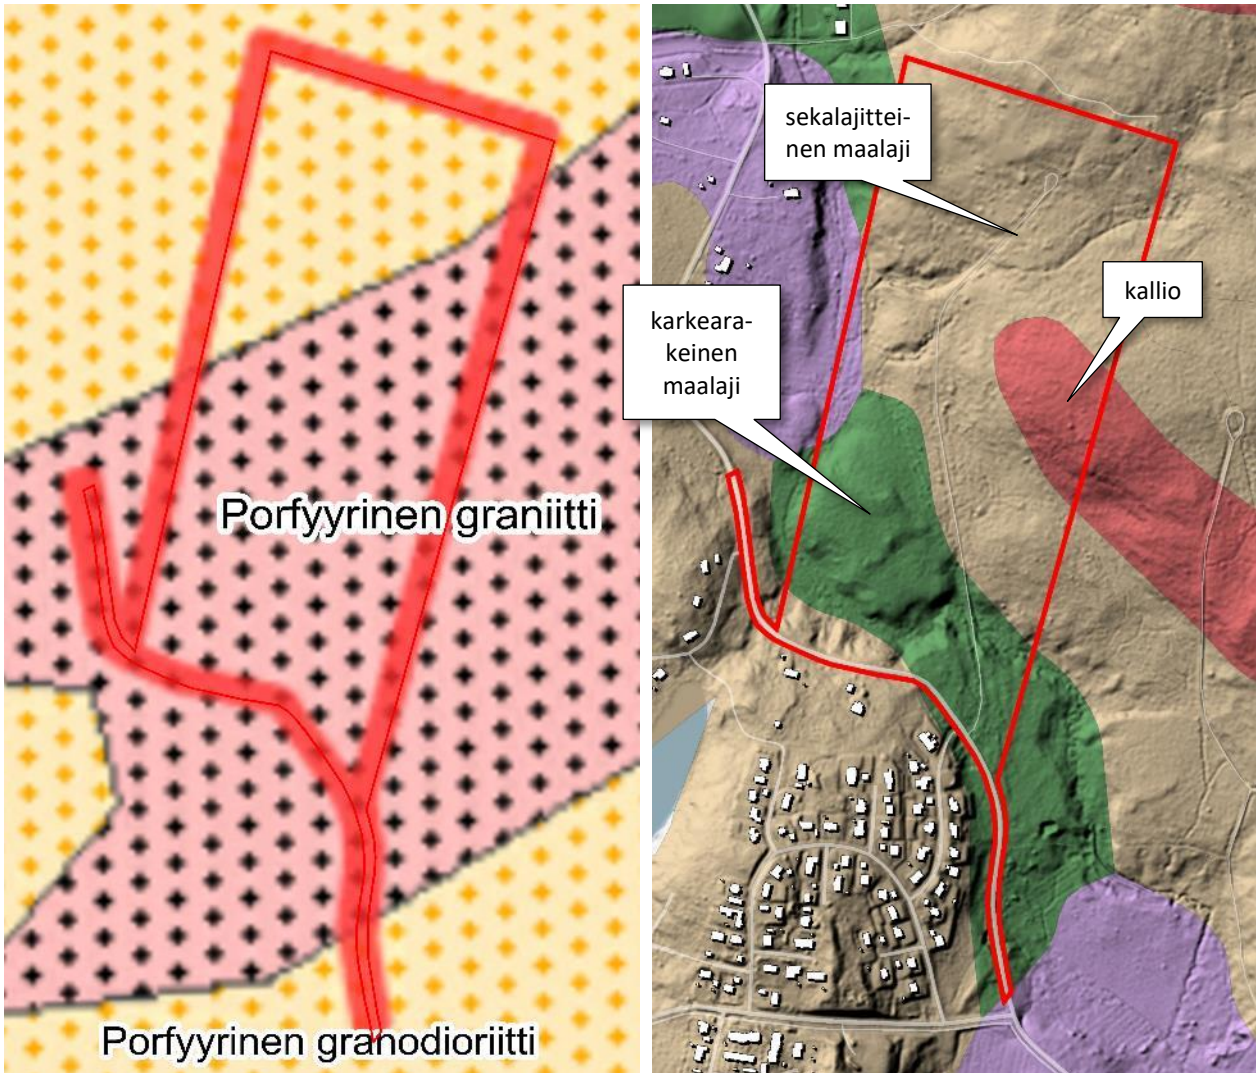 Porfyyrinen graniitti
Porfyyrinen granodioriitti
sekalajittei-
nen maalaji
kallio
karkeara-
keinen
maalaji